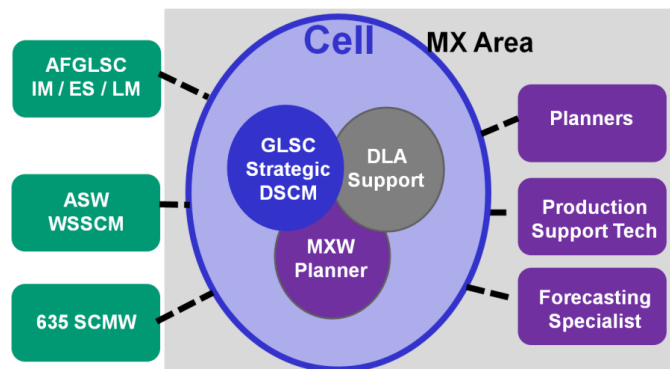 Cell
MX Area
AFGLSC
IM / ES / LM
ASW
WSSCM
635 SCMW
GLSC
Strategic
DSCM
DLA
Support
MXW
Planner
Planners
Production
Support Tech
Forecasting
Specialist